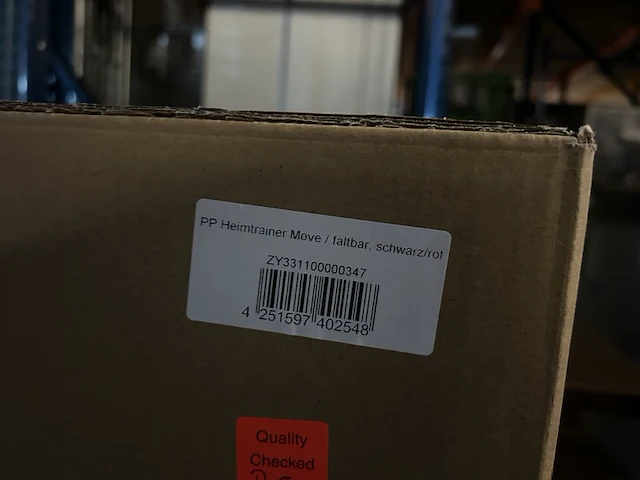 PP Heimtrainer Move / faltbar, schwarz/rot
ZY331100000347
4 251597 402548
Quality
Checked